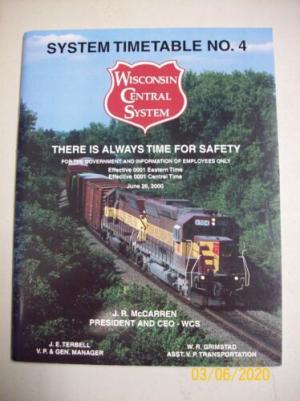 SYSTEM TIMETABLE NO. 4
WISCONSIN
CENTRAL
SYSTEM
THERE IS ALWAYS TIME FOR SAFETY
FOR THE GOVERNMENT AND INFORMATION OF EMPLOYEES ONLY
Effective 0001 Eastern Time
Effective 0001 Central Time
June 26, 2000
J. R. McCARREN
PRESIDENT AND CEO - WCS
J. E. TERBELL
V. P. & GEN. MANAGER
W. R. GRIMSTAD
ASST. V. P. TRANSPORTATION
03/06/2020